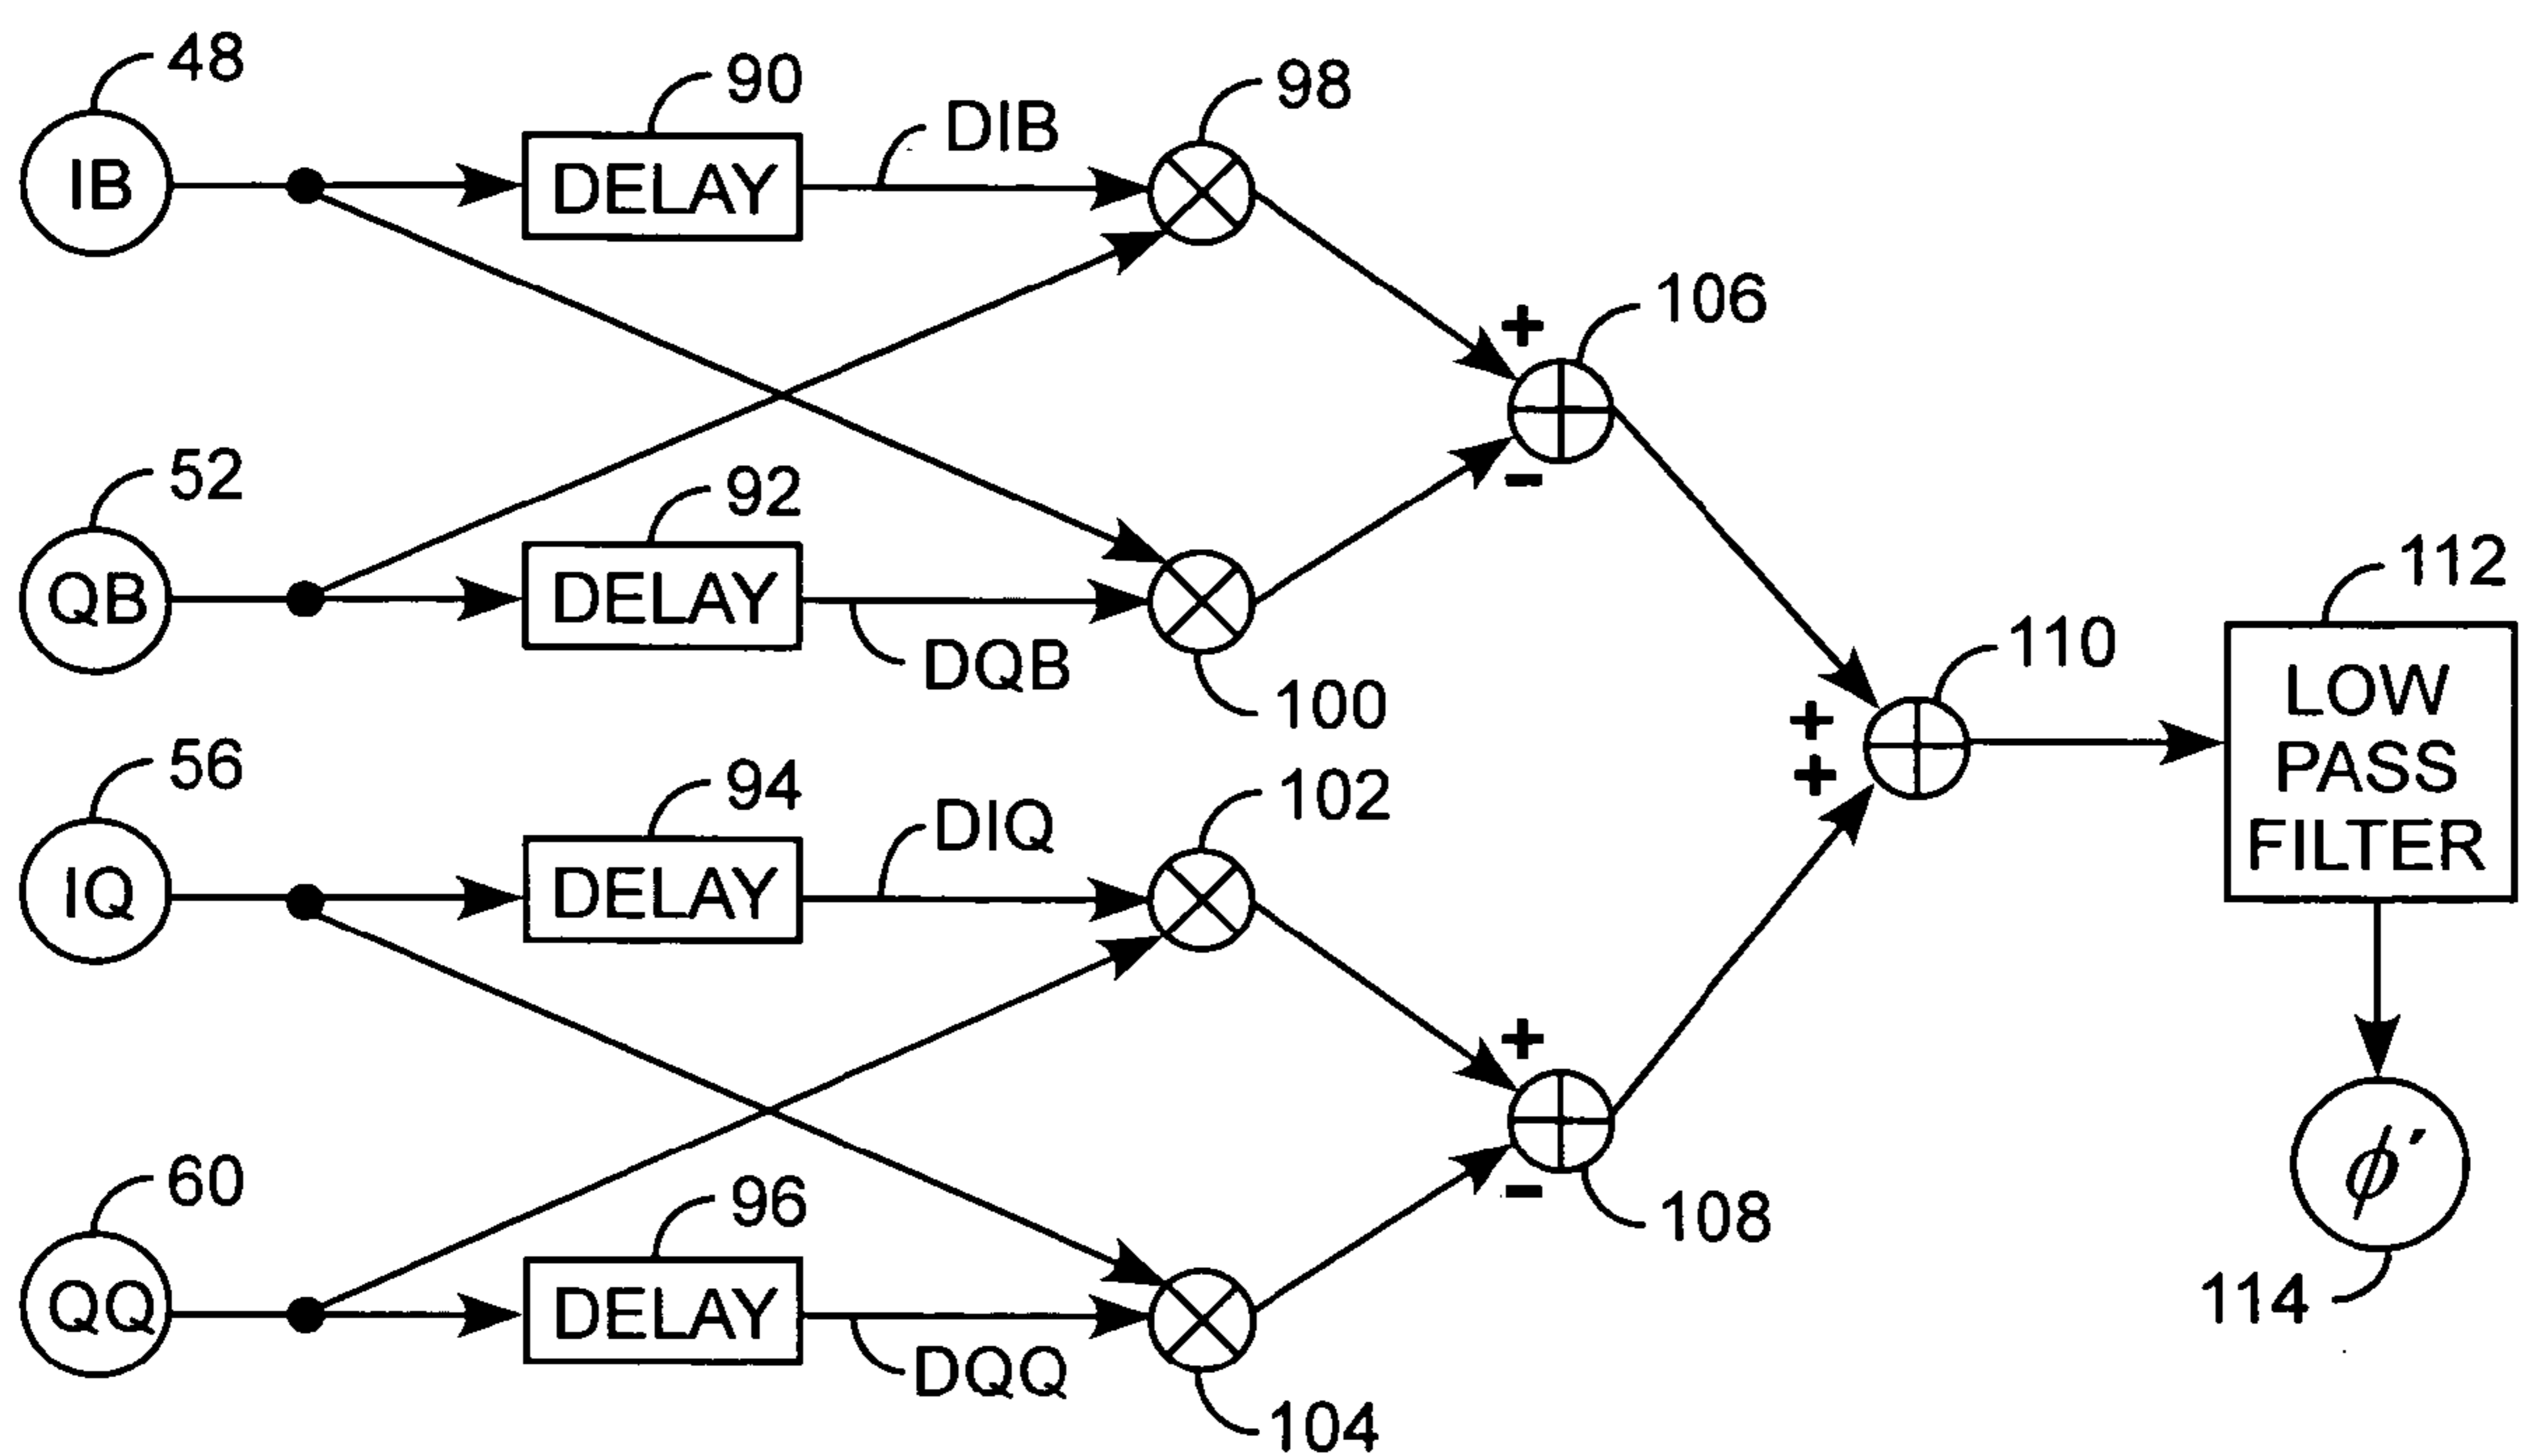 48
90
DIB
98
IB
DELAY
106
+
-
52
92
QB
DELAY
DQB
100
112
110
LOW
PASS
FILTER
+
+
56
94
DIQ
102
IQ
DELAY
+
-
108
60
96
QQ
DELAY
DQQ
104
ϕ′
114